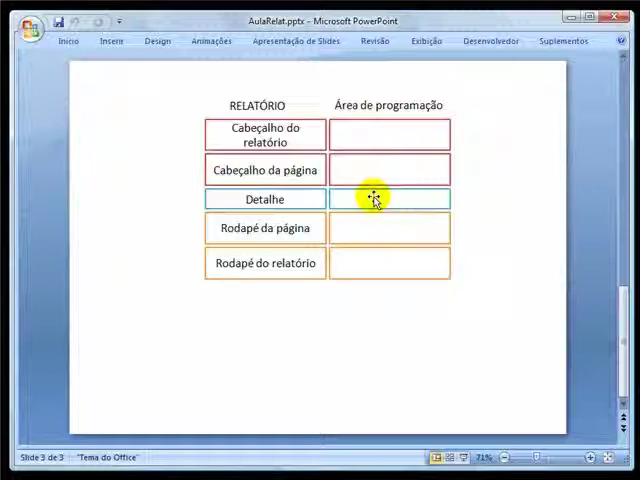 AulaRelat.pptx – Microsoft PowerPoint
Início Inserir Design Animações Apresentação de Slides Revisão Exibição Desenvolvedor Suplementos
RELATÓRIO Área de programação
Cabeçalho do
relatório
Cabeçalho da página
Detalhe
Rodapé da página
Rodapé do relatório
Slide 3 de 3 "Tema do Office" 71%